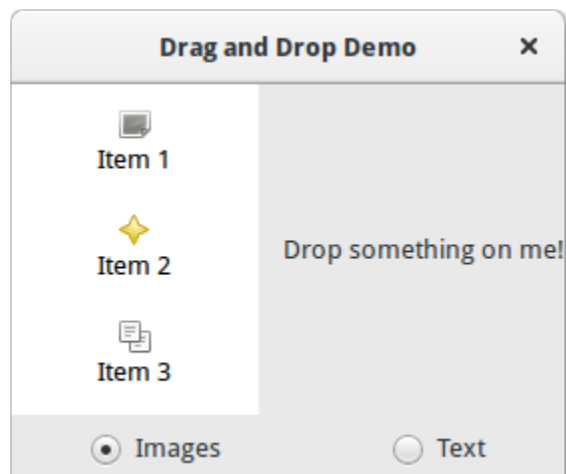 Drag and Drop Demo
Item 1
Item 2
Item 3
Drop something on me!
Images
Text